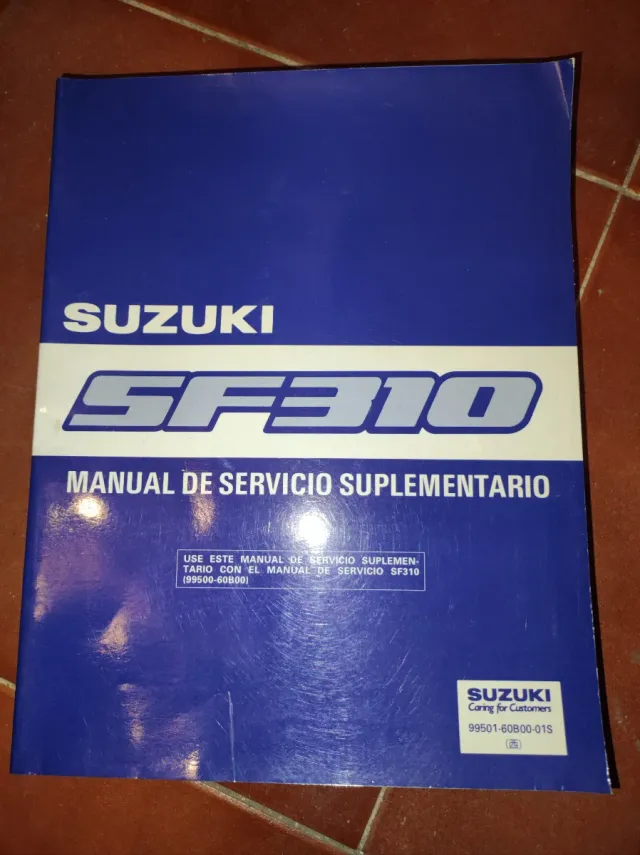 SUZUKI
SF310
MANUAL DE SERVICIO SUPLEMENTARIO
USE ESTE MANUAL DE SERVICIO SUPLEMEN-
TARIO CON EL MANUAL DE SERVICIO SF310
(99500-60B00)
SUZUKI
Caring for Customers
99501-60B00-01S
(西)